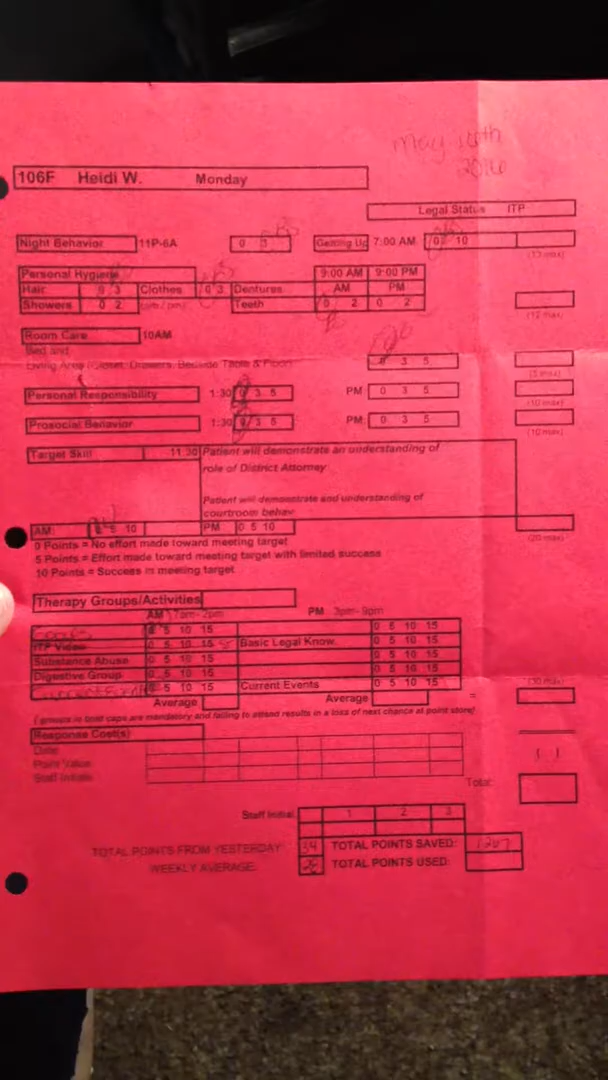 May 16th
2016
106F Heidi W. Monday
Legal Status ITP
Night Behavior 11P-6A 0 3 Getting Up 7:00 AM 0 10
(13 max)
Personal Hygiene 9:00 AM 9:00 PM
Hair 0 3 Clothes 0 3 Dentures AM PM
Showers 0 2 Teeth 0 2 0 2
(12 max)
Room Care 10AM
Bed and
Living Area (Closet, Drawers, Bedside Table & Floor) 0 3 5
(5 max)
Personal Responsibility 1:30 0 3 5 PM 0 3 5
(10 max)
Prosocial Behavior 1:30 0 3 5 PM 0 3 5
(10 max)
Target Skill 11:30 Patient will demonstrate an understanding of
role of District Attorney
Patient will demonstrate and understanding of
courtroom behav
AM: 0 5 10 PM 0 5 10
(20 max)
0 Points = No effort made toward meeting target
5 Points = Effort made toward meeting target with limited success
10 Points = Success in meeting target
Therapy Groups/Activities
AM 7am-2pm PM 3pm-9pm
0 5 10 15 0 5 10 15
ITP Video 0 5 10 15 Basic Legal Know. 0 5 10 15
Substance Abuse 0 5 10 15 0 5 10 15
Digestive Group 0 5 10 15 0 5 10 15
0 5 10 15 Current Events 0 5 10 15
(30 max)
Average Average =
( groups in bold caps are mandatory and failing to attend results in a loss of next chance at point store)
Response Cost(s)
Date
Point Value ( )
Staff Initials
Total:
Staff Initial 1 2 3
TOTAL POINTS FROM YESTERDAY 34 TOTAL POINTS SAVED: 1267
WEEKLY AVERAGE: TOTAL POINTS USED: